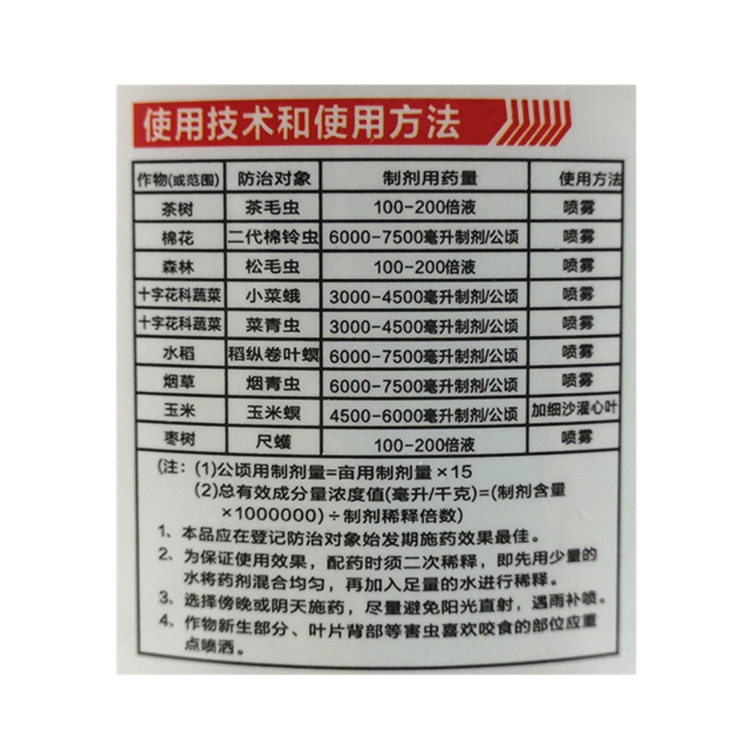 使用技术和使用方法
作物(或范围) 防治对象 制剂用药量 使用方法
茶树 茶毛虫 100-200倍液 喷雾
棉花 二代棉铃虫 6000-7500毫升制剂/公顷 喷雾
森林 松毛虫 100-200倍液 喷雾
十字花科蔬菜 小菜蛾 3000-4500毫升制剂/公顷 喷雾
十字花科蔬菜 菜青虫 3000-4500毫升制剂/公顷 喷雾
水稻 稻纵卷叶螟 6000-7500毫升制剂/公顷 喷雾
烟草 烟青虫 6000-7500毫升制剂/公顷 喷雾
玉米 玉米螟 4500-6000毫升制剂/公顷 加细沙灌心叶
枣树 尺蠖 100-200倍液 喷雾
(注: (1)公顷用制剂量=亩用制剂量×15
(2)总有效成分量浓度值(毫升/千克)=(制剂含量
×1000000)÷制剂稀释倍数)
1、本品应在登记防治对象始发期施药效果最佳。
2、为保证使用效果，配药时须二次稀释，即先用少量的
水将药剂混合均匀，再加入足量的水进行稀释。
3、选择傍晚或阴天施药，尽量避免阳光直射，遇雨补喷。
4、作物新生部分、叶片背部等害虫喜欢咬食的部位应重
点喷洒。